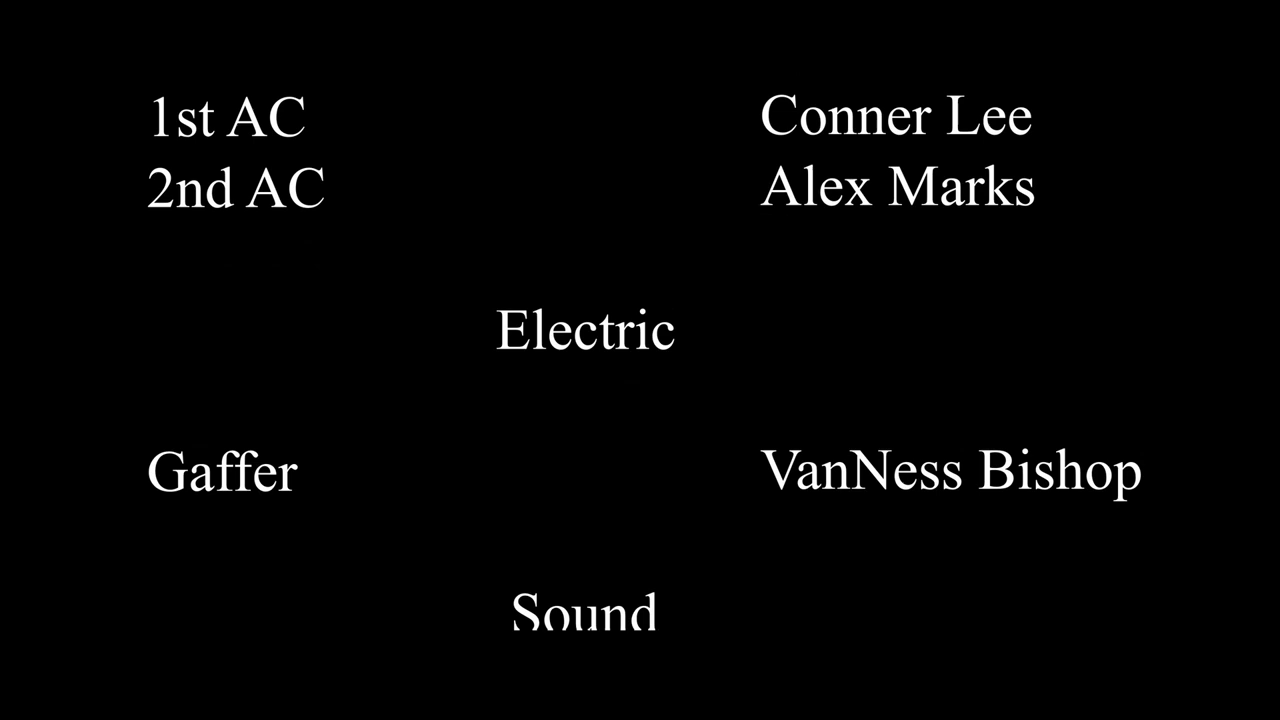 1st AC Conner Lee
2nd AC Alex Marks
Electric
Gaffer VanNess Bishop
Sound